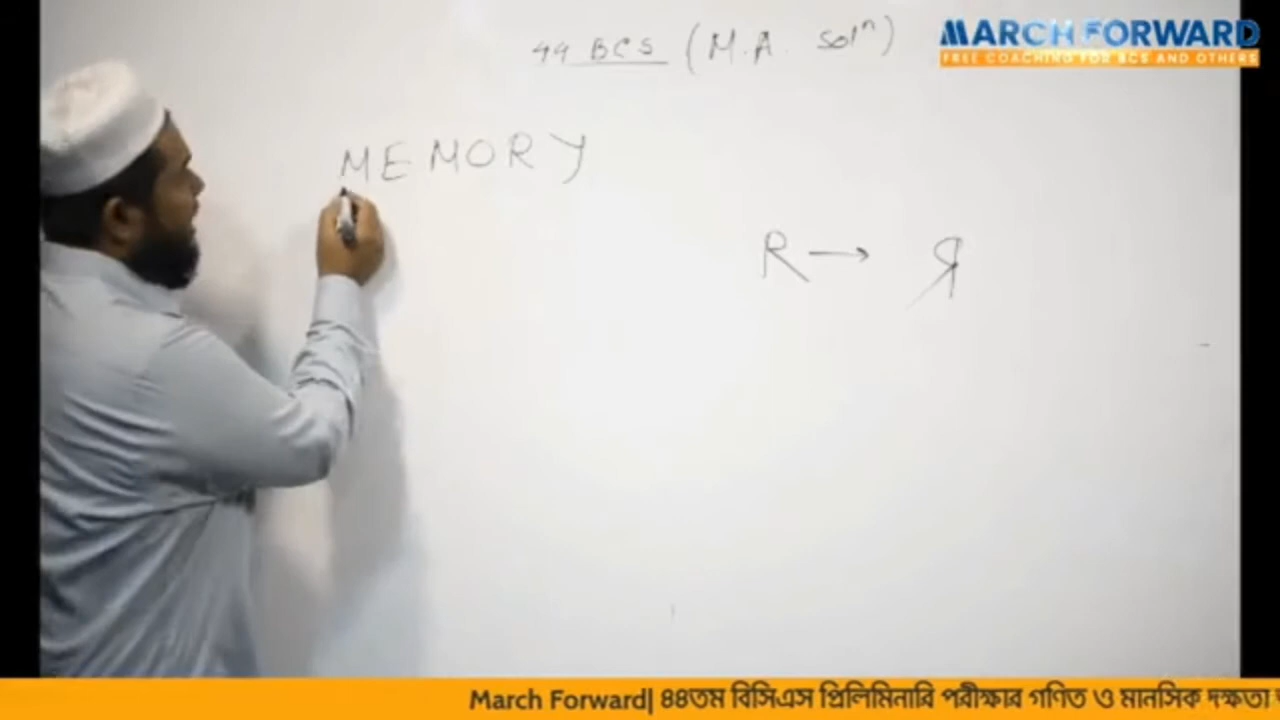 44 BCS (M.A. Solⁿ)
MARCH FORWARD
FREE COACHING FOR BCS AND OTHERS
MEMORY
R → Я
March Forward| ৪৪তম বিসিএস প্রিলিমিনারি পরীক্ষার গণিত ও মানসিক দক্ষতা